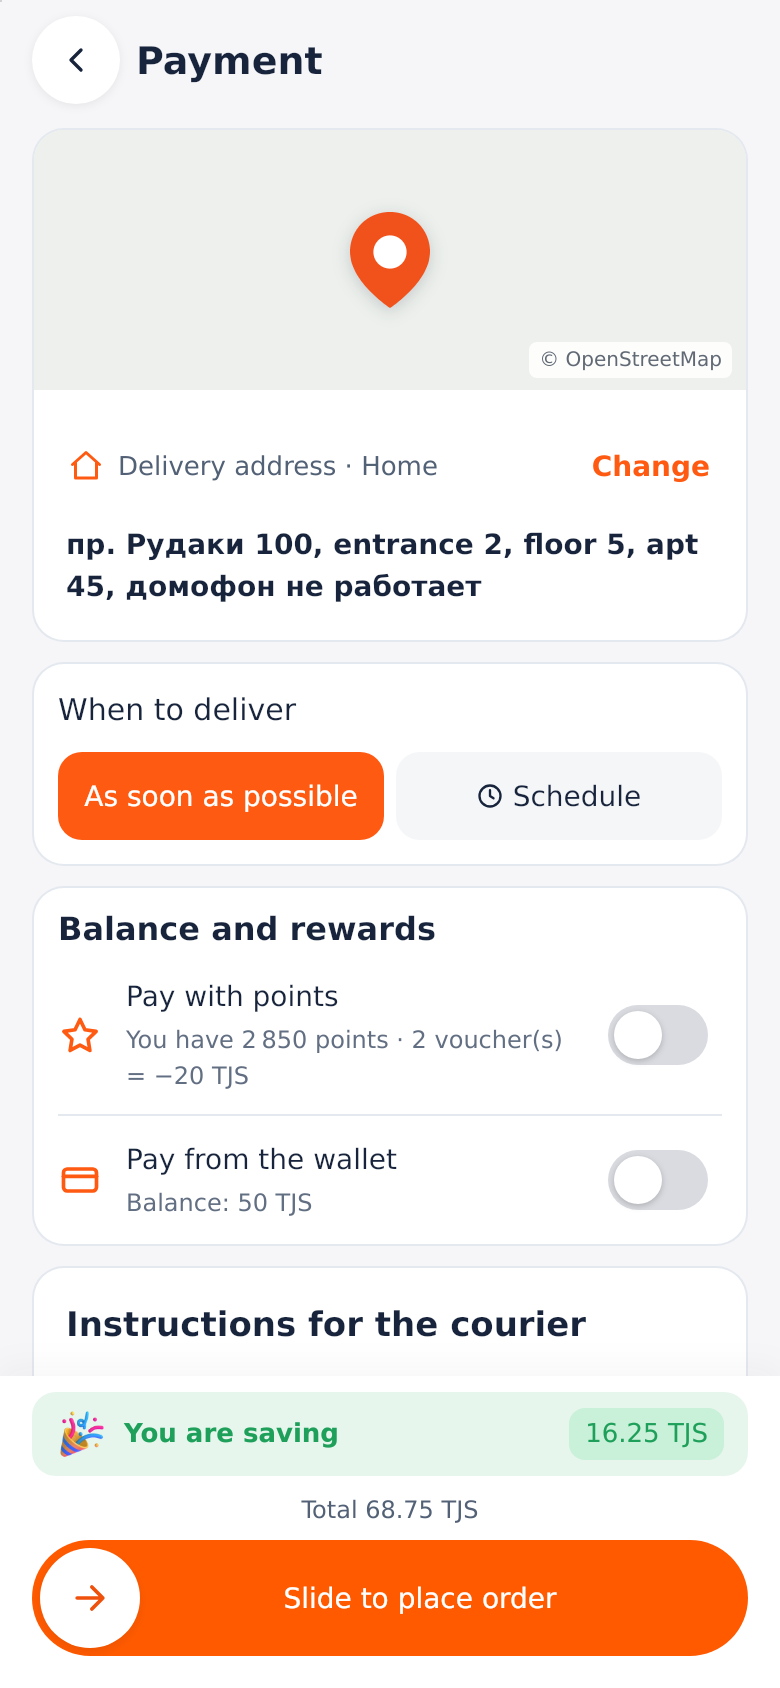 Payment
© OpenStreetMap
Delivery address · Home
Change
пр. Рудаки 100, entrance 2, floor 5, apt
45, домофон не работает
When to deliver
As soon as possible
Schedule
Balance and rewards
Pay with points
You have 2 850 points · 2 voucher(s)
= −20 TJS
Pay from the wallet
Balance: 50 TJS
Instructions for the courier
You are saving
16.25 TJS
Total 68.75 TJS
Slide to place order